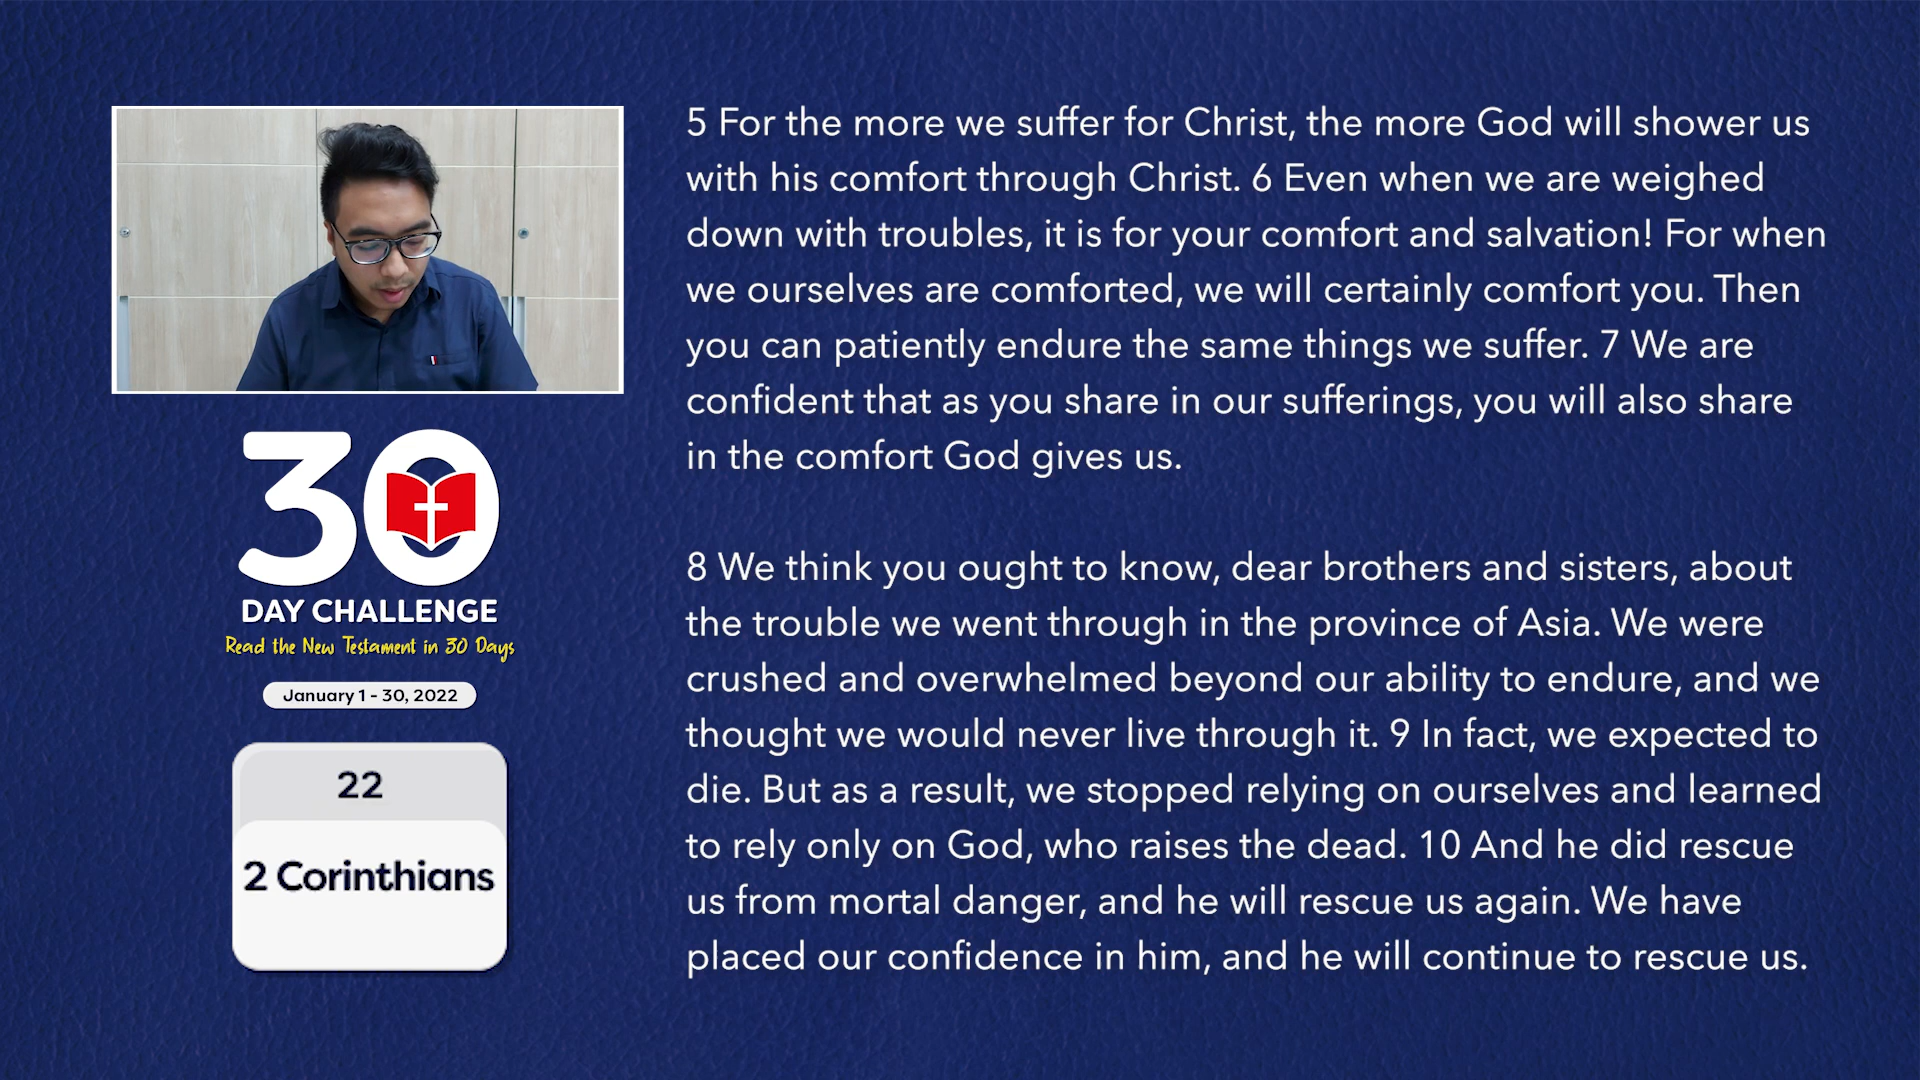 5 For the more we suffer for Christ, the more God will shower us
with his comfort through Christ. 6 Even when we are weighed
down with troubles, it is for your comfort and salvation! For when
we ourselves are comforted, we will certainly comfort you. Then
you can patiently endure the same things we suffer. 7 We are
confident that as you share in our sufferings, you will also share
in the comfort God gives us.
8 We think you ought to know, dear brothers and sisters, about
the trouble we went through in the province of Asia. We were
crushed and overwhelmed beyond our ability to endure, and we
thought we would never live through it. 9 In fact, we expected to
die. But as a result, we stopped relying on ourselves and learned
to rely only on God, who raises the dead. 10 And he did rescue
us from mortal danger, and he will rescue us again. We have
placed our confidence in him, and he will continue to rescue us.
30
DAY CHALLENGE
Read the New Testament in 30 Days
January 1 - 30, 2022
22
2 Corinthians